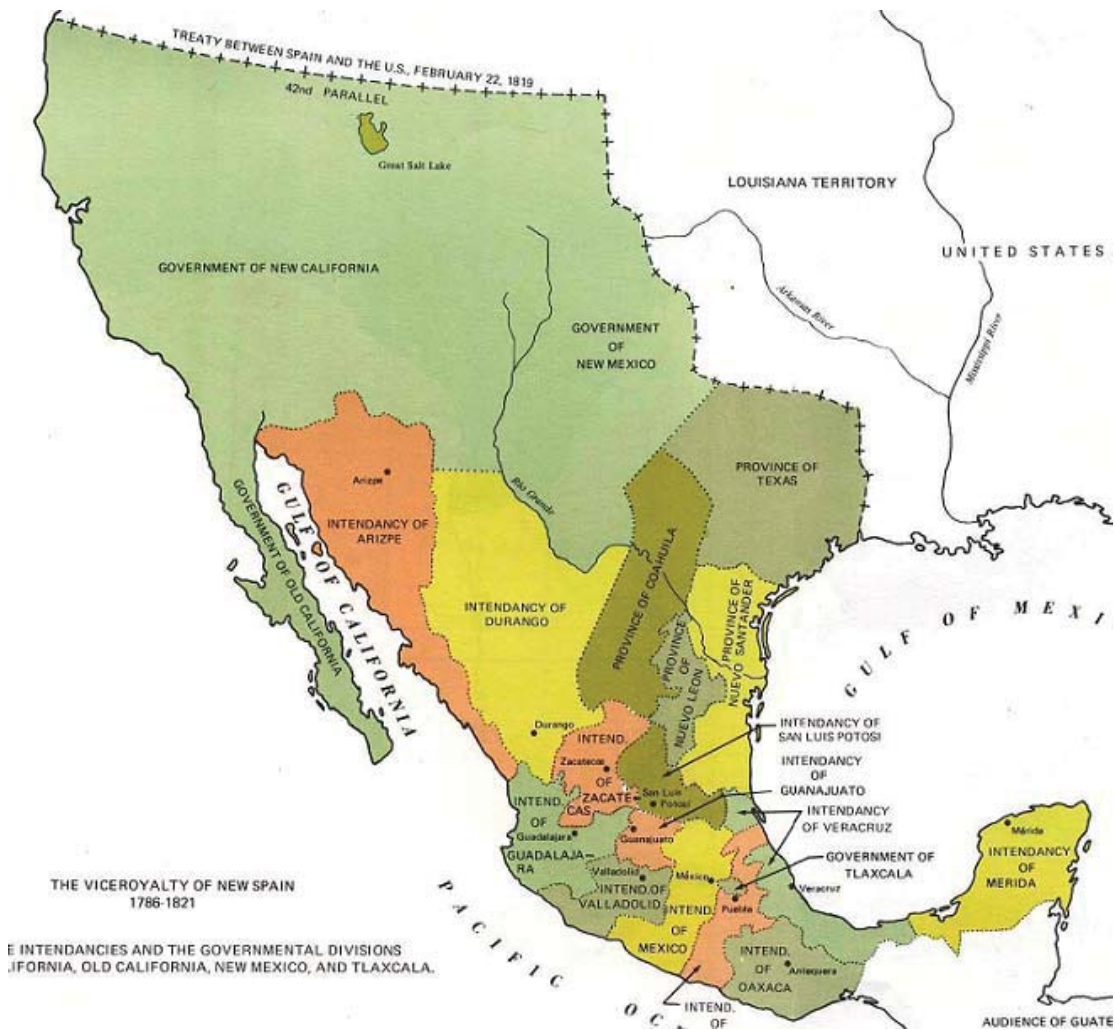 TREATY BETWEEN SPAIN AND THE U.S., FEBRUARY 22, 1819
42nd PARALLEL
Great Salt Lake
LOUISIANA TERRITORY
UNITED STATES
GOVERNMENT OF NEW CALIFORNIA
Arkansas River
Mississippi River
GOVERNMENT
OF
NEW MEXICO
PROVINCE OF
TEXAS
Arizpe
INTENDANCY OF
ARIZPE
Rio Grande
GULF OF CALIFORNIA
GOVERNMENT OF OLD CALIFORNIA
INTENDANCY OF
DURANGO
PROVINCE OF COAHUILA
PROVINCE
OF
NUEVO LEON
PROVINCE OF
NUEVO SANTANDER
GULF OF MEXI
Durango
INTEND.
Zacatecas
OF
ZACATE-
CAS
San Luis
Potosi
INTENDANCY OF
SAN LUIS POTOSI
INTENDANCY
OF
GUANAJUATO
INTENDANCY
OF VERACRUZ
GOVERNMENT OF
TLAXCALA
INTEND.
OF
Guadalajara
GUADALAJA-
RA
Guanajuato
Valladolid
INTEND. OF
VALLADOLID
México
INTEND.
OF
MEXICO
Puebla
Veracruz
INTEND.
OF
OAXACA
Antequera
INTEND.
OF
Mérida
INTENDANCY
OF
MERIDA
PACIFIC OC
THE VICEROYALTY OF NEW SPAIN
1786-1821
E INTENDANCIES AND THE GOVERNMENTAL DIVISIONS
LIFORNIA, OLD CALIFORNIA, NEW MEXICO, AND TLAXCALA.
AUDIENCE OF GUATE